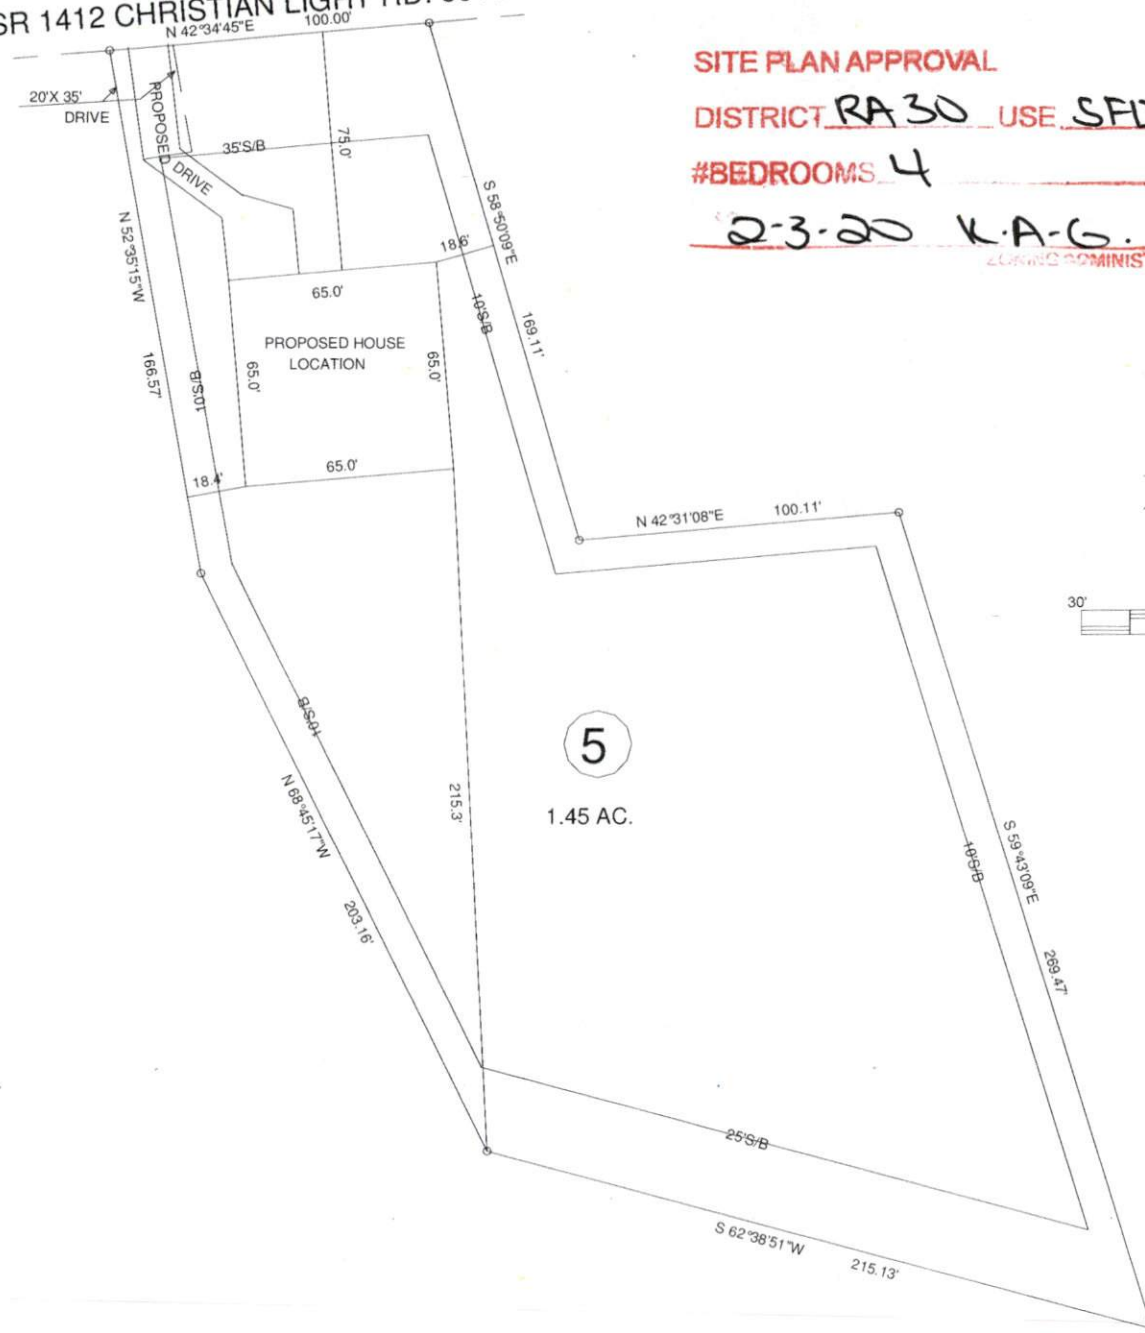 SR 1412 CHRISTIAN LIGHT RD.
N 42°34'45"E 100.00'
SITE PLAN APPROVAL
DISTRICT RA 30 USE SFD
#BEDROOMS 4
2-3-20 K.A.G.
20'X 35'
DRIVE
PROPOSED
DRIVE
35'S/B
75.0'
S 58°50'09"E
169.11'
18.6'
10'S/B
N 52°35'15"W
166.57'
10'S/B
65.0'
PROPOSED HOUSE
LOCATION
65.0'
65.0'
65.0'
18.4'
N 42°31'08"E 100.11'
30'
10'S/B
N 68°45'17"W
203.16'
215.3'
5
1.45 AC.
10'S/B
S 59°43'09"E
269.47'
25'S/B
S 62°38'51"W 215.13'